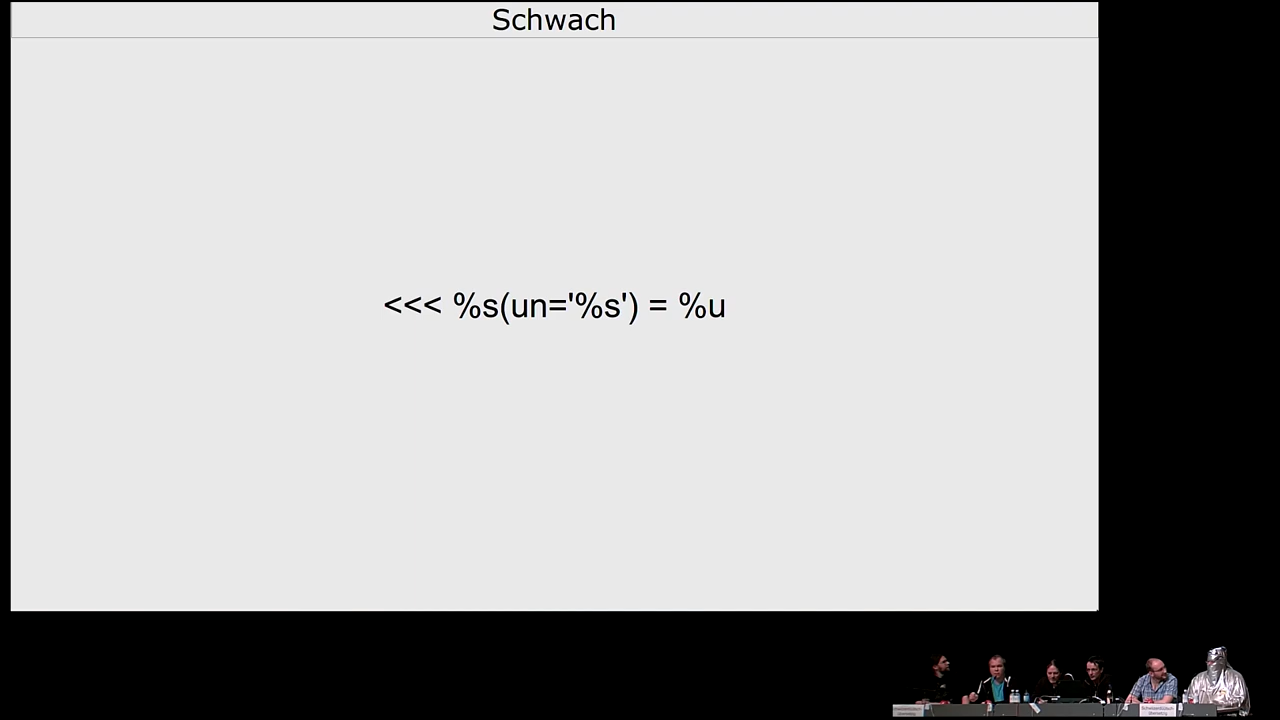 Schwach
<<< %s(un='%s') = %u